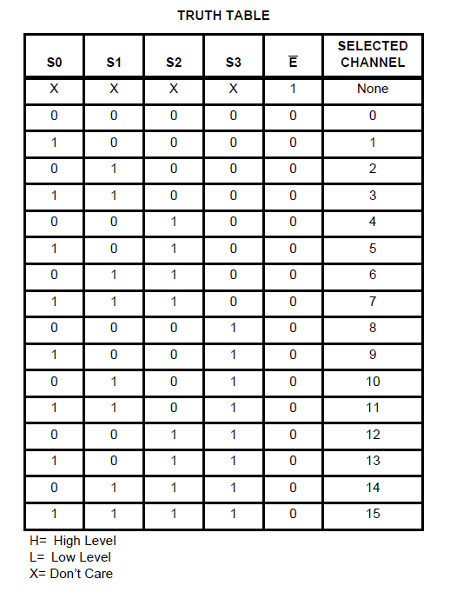 TRUTH TABLE
S0 S1 S2 S3 E̅ SELECTED CHANNEL
X X X X 1 None
0 0 0 0 0 0
1 0 0 0 0 1
0 1 0 0 0 2
1 1 0 0 0 3
0 0 1 0 0 4
1 0 1 0 0 5
0 1 1 0 0 6
1 1 1 0 0 7
0 0 0 1 0 8
1 0 0 1 0 9
0 1 0 1 0 10
1 1 0 1 0 11
0 0 1 1 0 12
1 0 1 1 0 13
0 1 1 1 0 14
1 1 1 1 0 15
H= High Level
L= Low Level
X= Don't Care